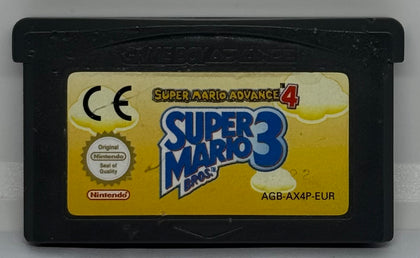 GAME BOY ADVANCE
SUPER MARIO ADVANCE 4
CE
SUPER
MARIO 3
BROS.
Original
Nintendo
Seal of
Quality
Nintendo
AGB-AX4P-EUR